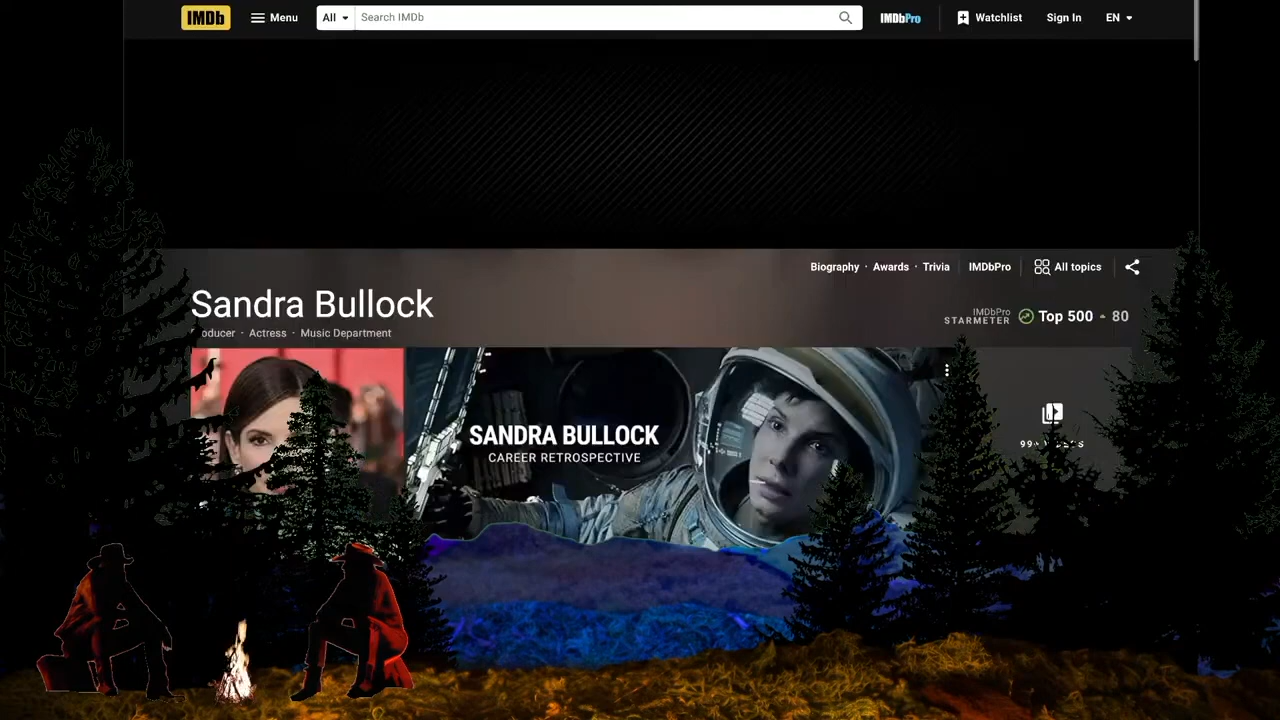 IMDb
Menu
All
Search IMDb
IMDbPro
Watchlist
Sign In
EN
Biography · Awards · Trivia
IMDbPro
All topics
Sandra Bullock
oducer · Actress · Music Department
IMDbPro
STARMETER
Top 500
80
SANDRA BULLOCK
CAREER RETROSPECTIVE